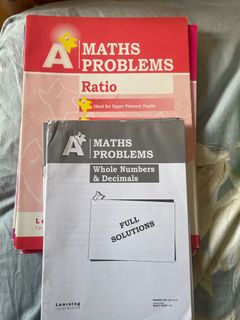 A
MATHS
PROBLEMS
Ratio
Ideal for Upper Primary Pupils
A
MATHS
PROBLEMS
Whole Numbers
& Decimals
FULL
SOLUTIONS
Learning